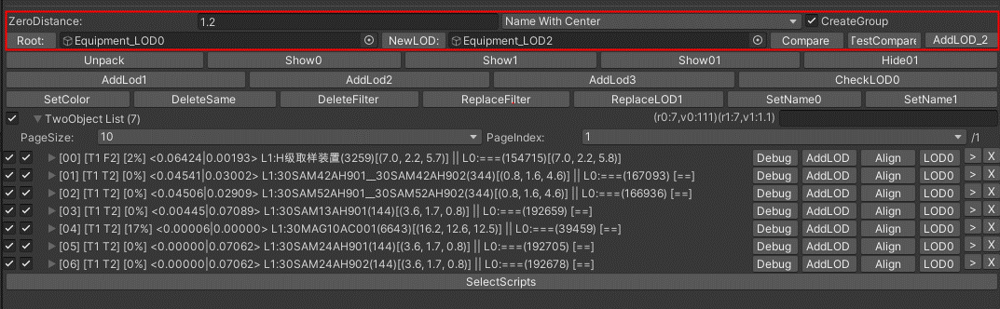 ZeroDistance: 1.2 Name With Center CreateGroup
Root: Equipment_LOD0 NewLOD: Equipment_LOD2 Compare TestCompare AddLOD_2
Unpack Show0 Show1 Show01 Hide01
AddLod1 AddLod2 AddLod3 CheckLOD0
SetColor DeleteSame DeleteFilter ReplaceFilter ReplaceLOD1 SetName0 SetName1
TwoObject List (7) (r0:7,v0:111)(r1:7,v1:1.1)
PageSize: 10 PageIndex: 1 /1
[00] [T1 F2] [2%] <0.06424|0.00193> L1:H级取样装置(3259)[(7.0, 2.2, 5.7)] || L0:===(154715)[(7.0, 2.2, 5.8)] Debug AddLOD Align LOD0 > X
[01] [T1 T2] [0%] <0.04541|0.03002> L1:30SAM42AH901__30SAM42AH902(344)[(0.8, 1.6, 4.6)] || L0:===(167093) [==] Debug AddLOD Align LOD0 > X
[02] [T1 T2] [0%] <0.04506|0.02909> L1:30SAM52AH901__30SAM52AH902(344)[(0.8, 1.6, 4.6)] || L0:===(166936) [==] Debug AddLOD Align LOD0 > X
[03] [T1 T2] [0%] <0.00445|0.07089> L1:30SAM13AH901(144)[(3.6, 1.7, 0.8)] || L0:===(192659) [==] Debug AddLOD Align LOD0 > X
[04] [T1 T2] [17%] <0.00006|0.00000> L1:30MAG10AC001(6643)[(16.2, 12.6, 12.5)] || L0:===(39459) [==] Debug AddLOD Align LOD0 > X
[05] [T1 T2] [0%] <0.00000|0.07062> L1:30SAM24AH901(144)[(3.6, 1.7, 0.8)] || L0:===(192705) [==] Debug AddLOD Align LOD0 > X
[06] [T1 T2] [0%] <0.00000|0.07062> L1:30SAM24AH902(144)[(3.6, 1.7, 0.8)] || L0:===(192678) [==] Debug AddLOD Align LOD0 > X
SelectScripts